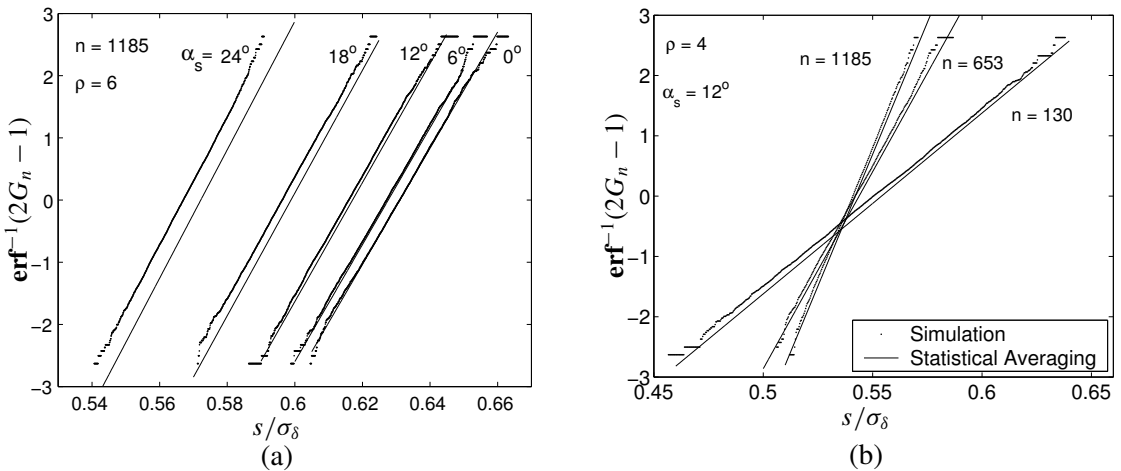 n = 1185
ρ = 6
α_s = 24°
18°
12°
6°
0°
3
2
1
0
−1
−2
−3
erf⁻¹(2G_n − 1)
0.54 0.56 0.58 0.6 0.62 0.64 0.66
s/σ_δ
(a)
ρ = 4
α_s = 12°
n = 1185
n = 653
n = 130
3
2
1
0
−1
−2
−3
erf⁻¹(2G_n − 1)
Simulation
Statistical Averaging
0.45 0.5 0.55 0.6 0.65
s/σ_δ
(b)